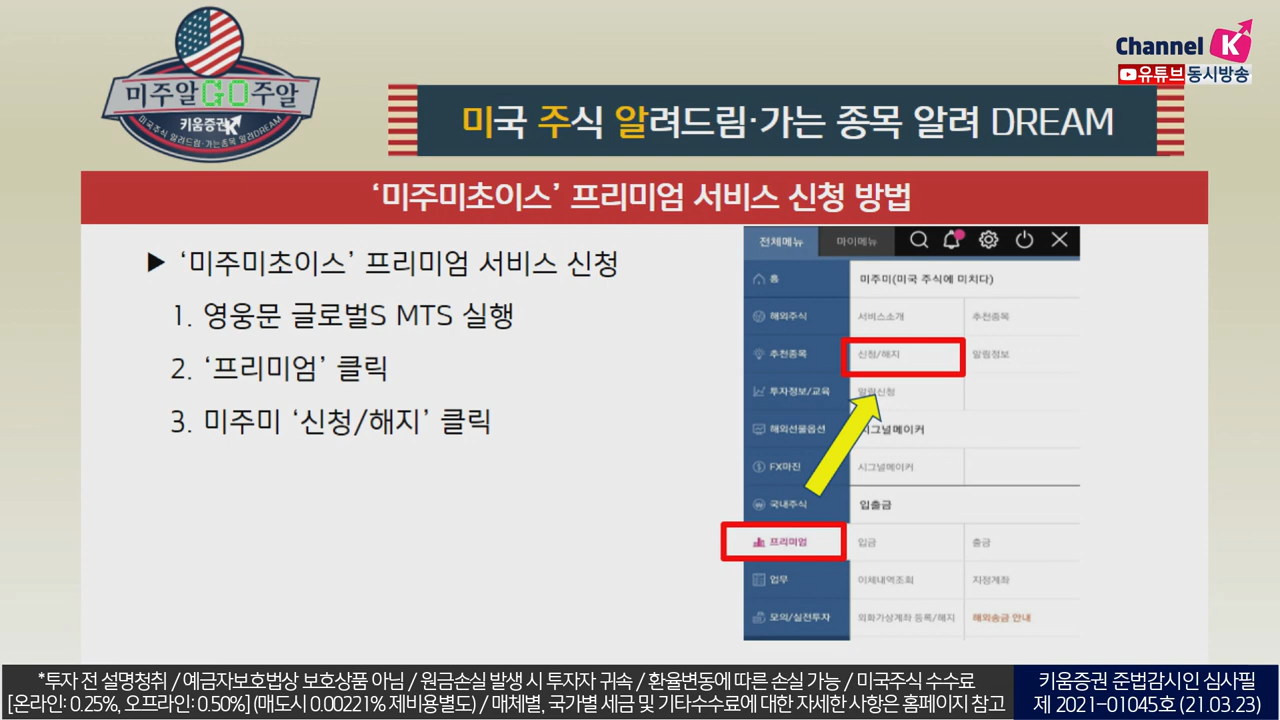 미주알GO주알
키움증권K
미국주식 알려드림·가는종목 알려DREAM
Channel K
유튜브동시방송
미국 주식 알려드림·가는 종목 알려 DREAM
‘미주미초이스’ 프리미엄 서비스 신청 방법
▶ ‘미주미초이스’ 프리미엄 서비스 신청
1. 영웅문 글로벌S MTS 실행
2. ‘프리미엄’ 클릭
3. 미주미 ‘신청/해지’ 클릭
전체메뉴 마이메뉴
홈 미주미(미국 주식에 미치다)
해외주식 서비스소개 추천종목
추천종목 신청/해지 알림정보
투자정보/교육 알림신청
해외선물옵션 시그널메이커
FX마진 시그널메이커
국내주식 입출금
프리미엄 입금 출금
업무 이체내역조회 지정계좌
모의/실전투자 외화가상계좌 등록/해지 해외송금 안내
*투자 전 설명청취 / 예금자보호법상 보호상품 아님 / 원금손실 발생 시 투자자 귀속 / 환율변동에 따른 손실 가능 / 미국주식 수수료
[온라인: 0.25%, 오프라인: 0.50%] (매도시 0.00221% 제비용별도) / 매체별, 국가별 세금 및 기타수수료에 대한 자세한 사항은 홈페이지 참고
키움증권 준법감시인 심사필
제 2021-01045호 (21.03.23)